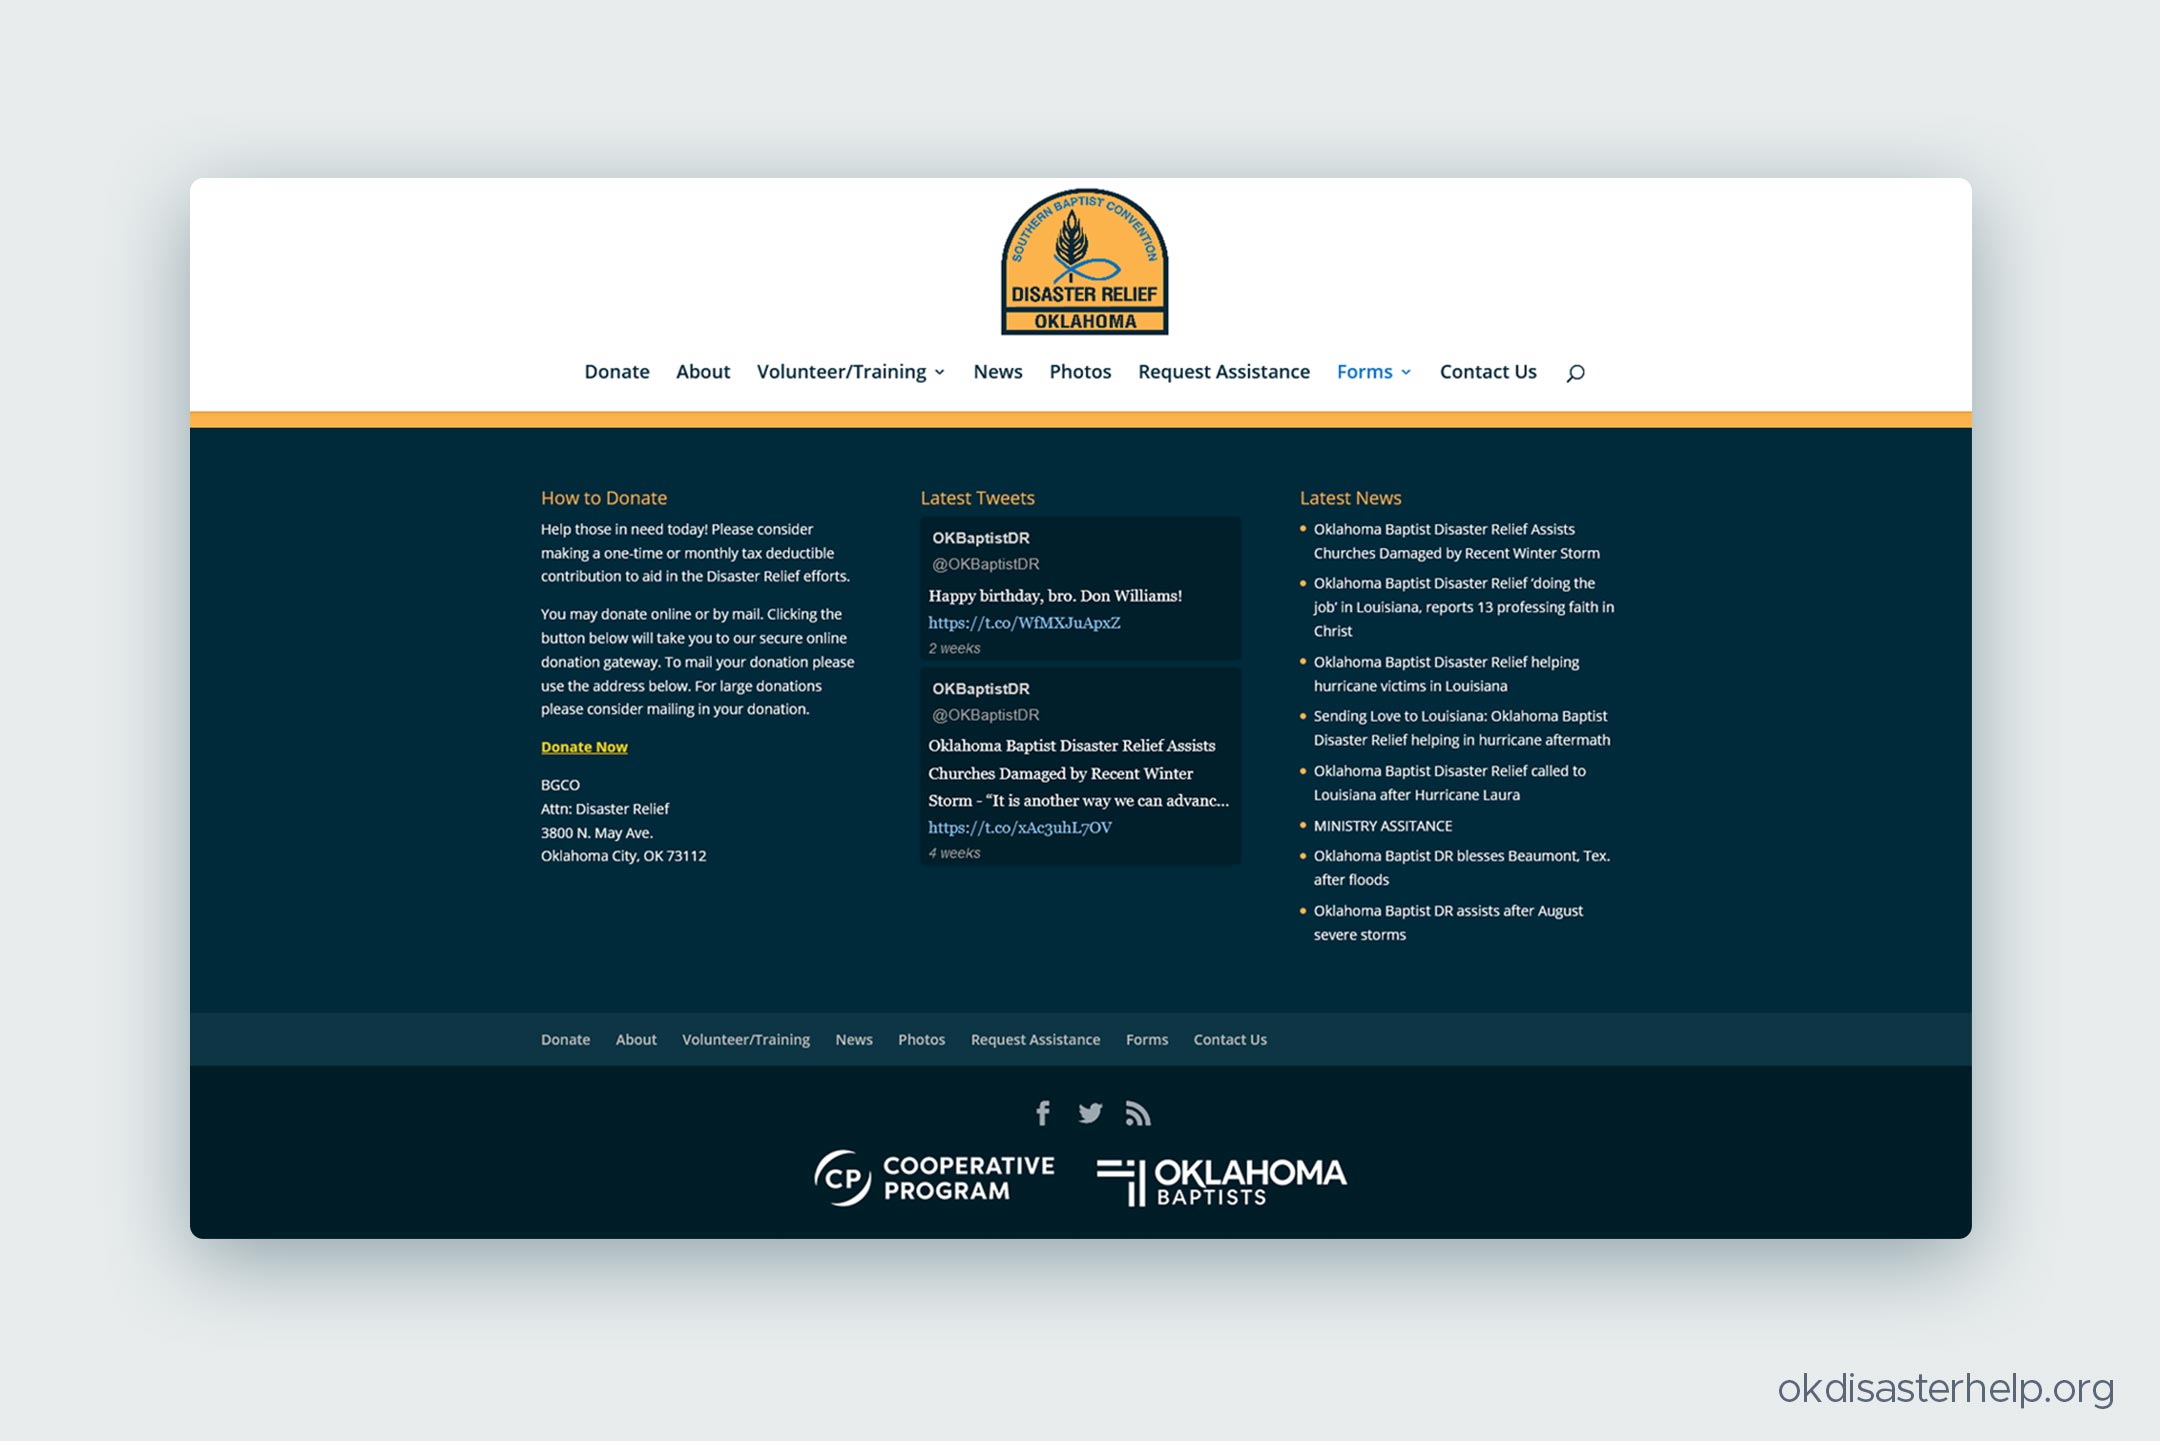 SOUTHERN BAPTIST CONVENTION
DISASTER RELIEF
OKLAHOMA
Donate About Volunteer/Training News Photos Request Assistance Forms Contact Us
How to Donate
Help those in need today! Please consider
making a one-time or monthly tax deductible
contribution to aid in the Disaster Relief efforts.
You may donate online or by mail. Clicking the
button below will take you to our secure online
donation gateway. To mail your donation please
use the address below. For large donations
please consider mailing in your donation.
Donate Now
BGCO
Attn: Disaster Relief
3800 N. May Ave.
Oklahoma City, OK 73112
Latest Tweets
OKBaptistDR
@OKBaptistDR
Happy birthday, bro. Don Williams!
https://t.co/WfMXJuApxZ
2 weeks
OKBaptistDR
@OKBaptistDR
Oklahoma Baptist Disaster Relief Assists
Churches Damaged by Recent Winter
Storm - “It is another way we can advanc...
https://t.co/xAc3uhL7OV
4 weeks
Latest News
Oklahoma Baptist Disaster Relief Assists
Churches Damaged by Recent Winter Storm
Oklahoma Baptist Disaster Relief ‘doing the
job’ in Louisiana, reports 13 professing faith in
Christ
Oklahoma Baptist Disaster Relief helping
hurricane victims in Louisiana
Sending Love to Louisiana: Oklahoma Baptist
Disaster Relief helping in hurricane aftermath
Oklahoma Baptist Disaster Relief called to
Louisiana after Hurricane Laura
MINISTRY ASSITANCE
Oklahoma Baptist DR blesses Beaumont, Tex.
after floods
Oklahoma Baptist DR assists after August
severe storms
Donate About Volunteer/Training News Photos Request Assistance Forms Contact Us
CP COOPERATIVE
PROGRAM
OKLAHOMA
BAPTISTS
okdisasterhelp.org